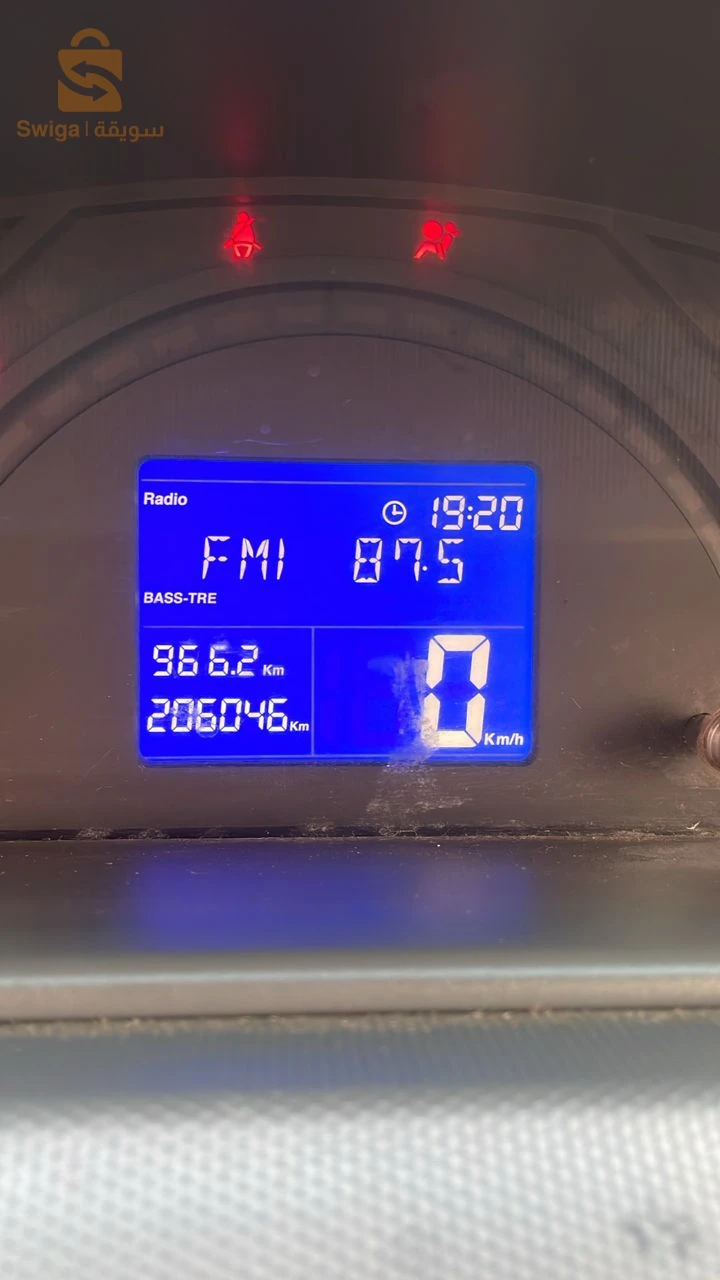 Swiga | سويقة
Radio
19:20
FM1 87.5
BASS-TRE
966.2 Km
206046 Km
0 Km/h